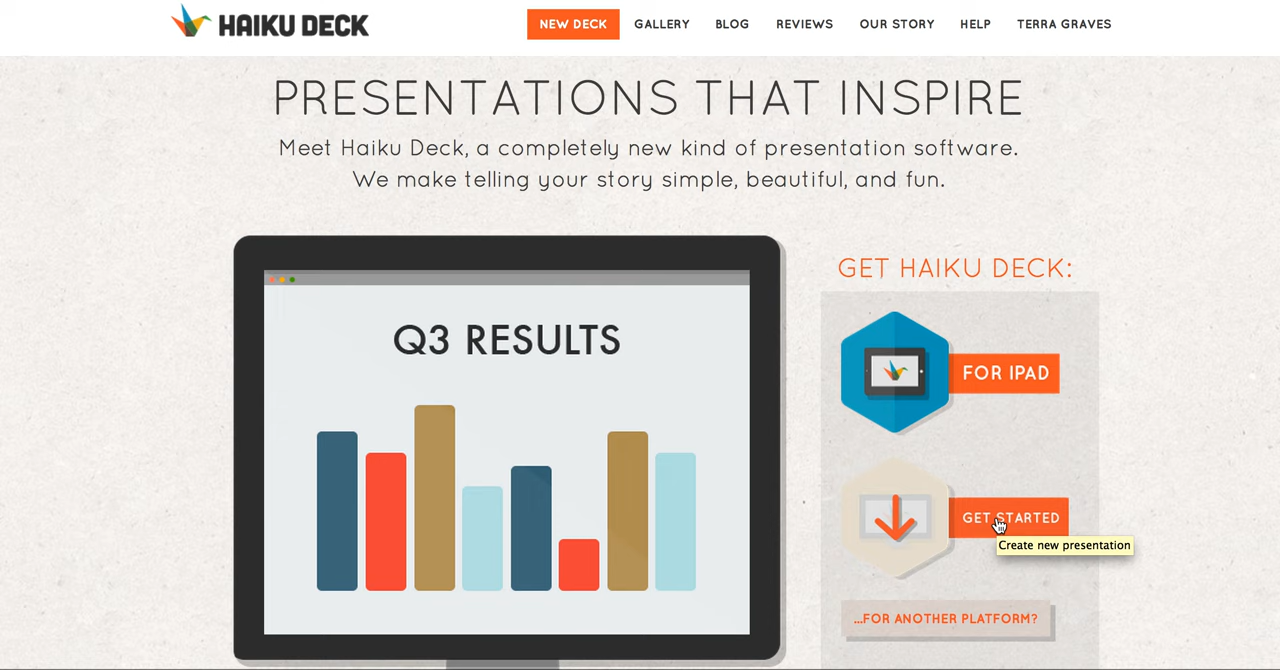 HAIKU DECK
NEW DECK GALLERY BLOG REVIEWS OUR STORY HELP TERRA GRAVES
PRESENTATIONS THAT INSPIRE
Meet Haiku Deck, a completely new kind of presentation software.
We make telling your story simple, beautiful, and fun.
Q3 RESULTS
GET HAIKU DECK:
FOR IPAD
GET STARTED
Create new presentation
...FOR ANOTHER PLATFORM?